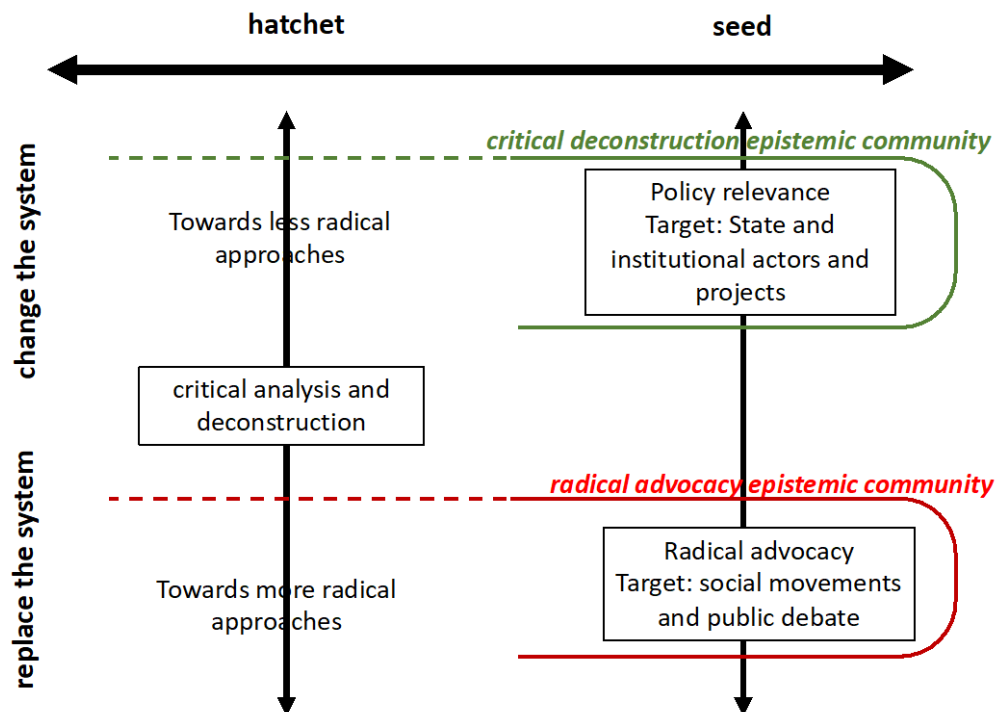 hatchet
seed
change the system
critical deconstruction epistemic community
Towards less radical
approaches
Policy relevance
Target: State and
institutional actors and
projects
critical analysis and
deconstruction
replace the system
radical advocacy epistemic community
Towards more radical
approaches
Radical advocacy
Target: social movements
and public debate